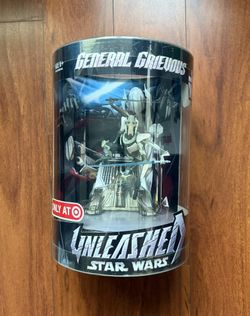 GENERAL GRIEVOUS
ONLY AT
UNLEASHED
STAR WARS